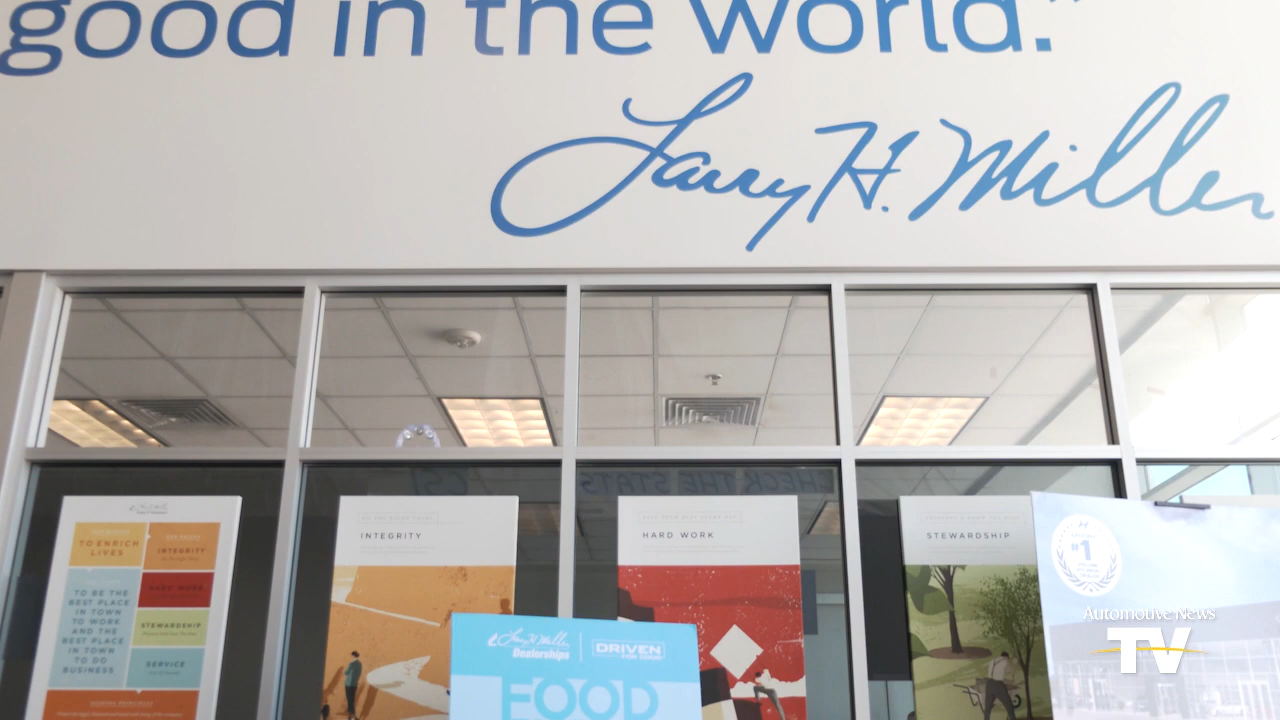 good in the world.”
Larry H. Miller
CHECK THE STATS
TO ENRICH
LIVES
INTEGRITY
HARD WORK
STEWARDSHIP
SERVICE
TO BE THE
BEST PLACE
IN TOWN
TO WORK
AND THE
BEST PLACE
IN TOWN
TO DO
BUSINESS
INTEGRITY
HARD WORK
STEWARDSHIP
Larry H. Miller
Dealerships
DRIVEN
FOOD
#1
Automotive News
TV